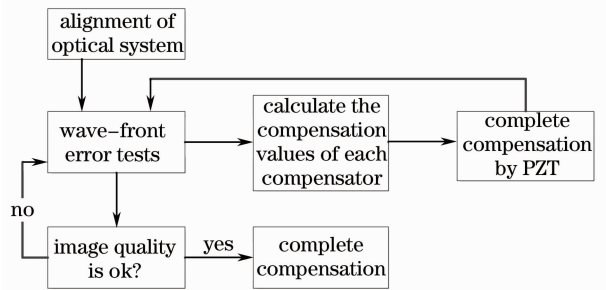 alignment of
optical system
wave-front
error tests
calculate the
compensation
values of each
compensator
complete
compensation
by PZT
no
image quality
is ok?
yes
complete
compensation